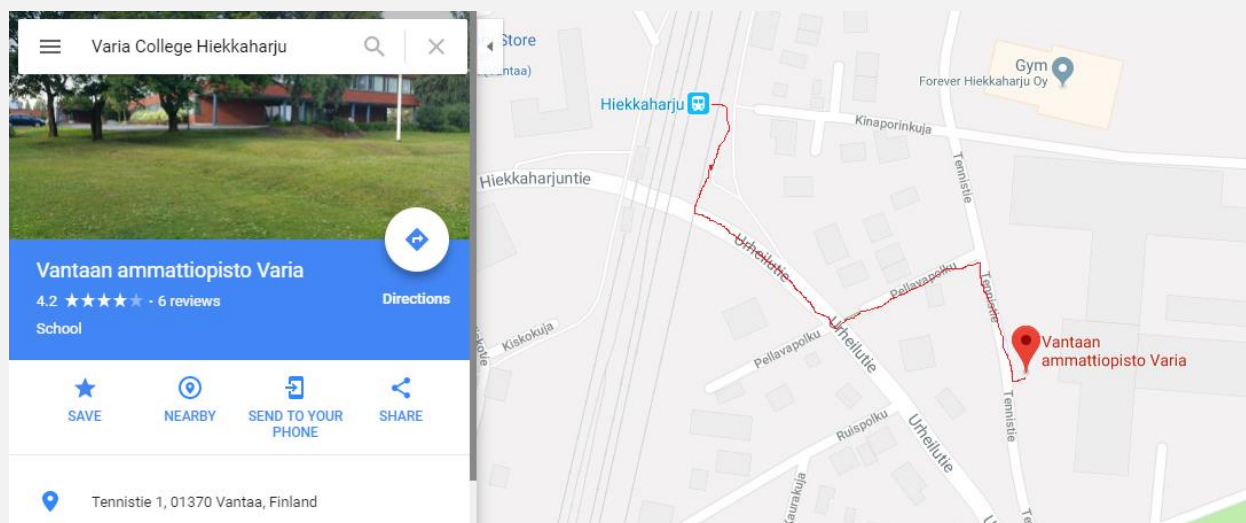 Varia College Hiekkaharju
Vantaan ammattiopisto Varia
4.2 ★★★★★ · 6 reviews
Directions
School
SAVE
NEARBY
SEND TO YOUR
PHONE
SHARE
Tennistie 1, 01370 Vantaa, Finland
Store
(Vantaa)
Hiekkaharju
Gym
Forever Hiekkaharju Oy
Kinaporinkuja
Tennistie
Hiekkaharjuntie
Urheilutie
Pellavapolku
Tennistie
Kiskokuja
Pellavapolku
Urheilutie
Vantaan
ammattiopisto Varia
Tennistie
Ruispolku
Urheilutie
Kaurakuja